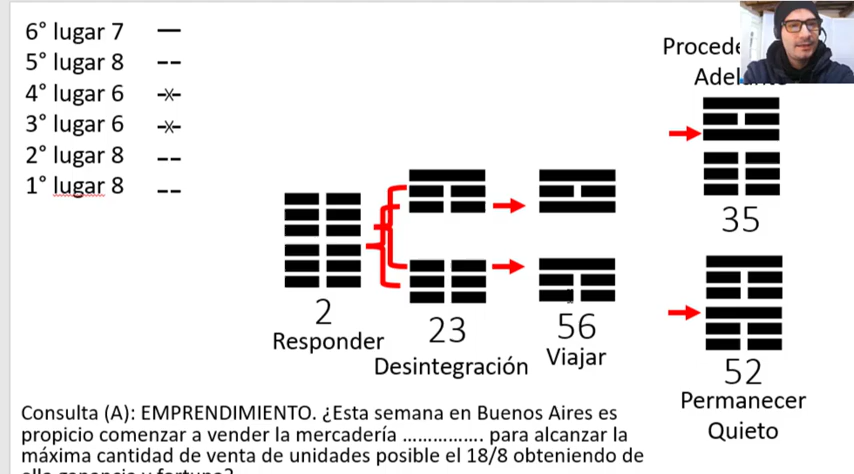 6° lugar 7
5° lugar 8
4° lugar 6
3° lugar 6
2° lugar 8
1° lugar 8
2
Responder
23
Desintegración
56
Viajar
35
52
Permanecer
Quieto
Consulta (A): EMPRENDIMIENTO. ¿Esta semana en Buenos Aires es
propicio comenzar a vender la mercadería ............... para alcanzar la
máxima cantidad de venta de unidades posible el 18/8 obteniendo de